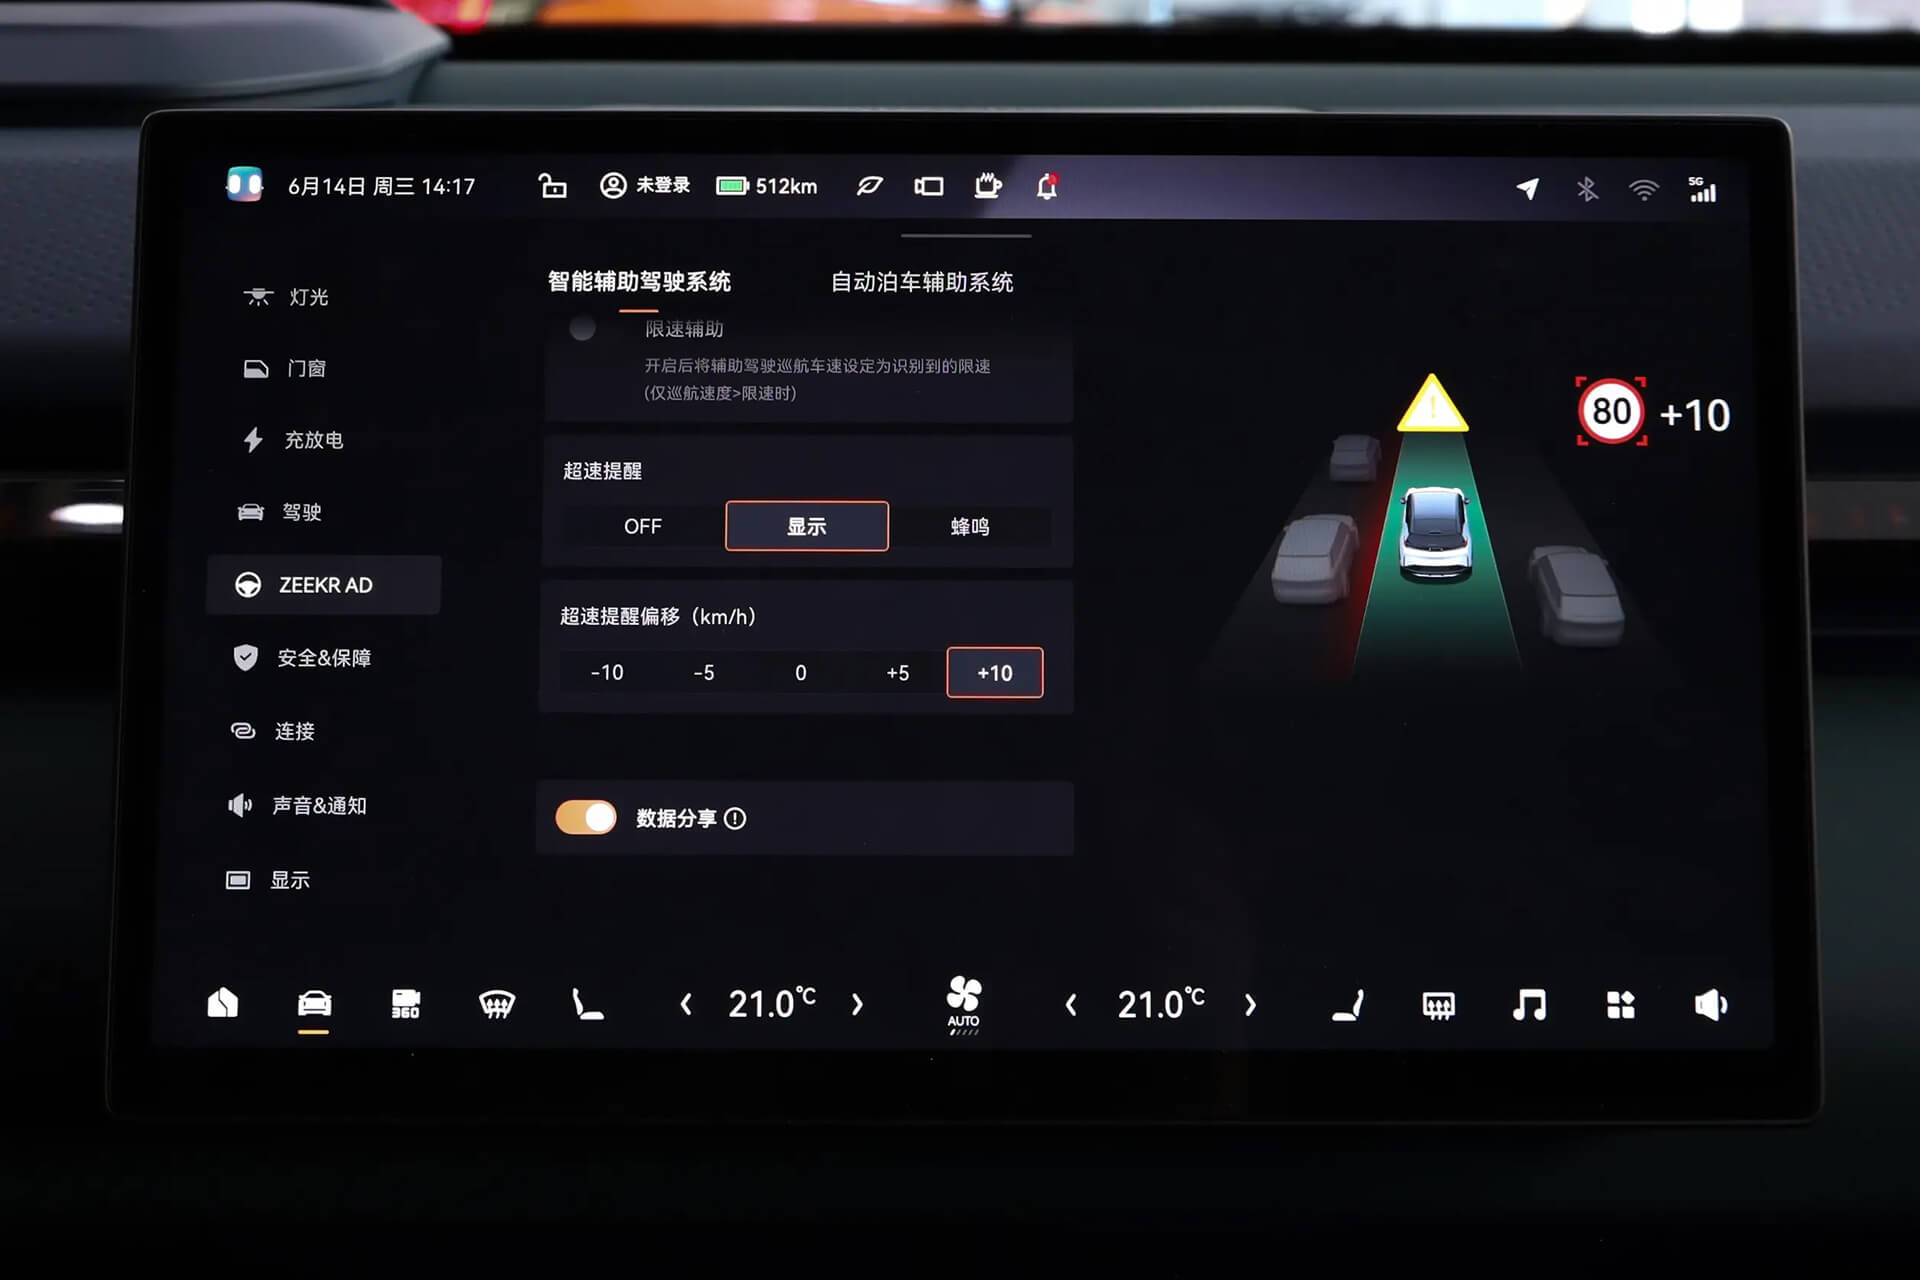 6月14日 周三 14:17 未登录 512km 5G
灯光
门窗
充放电
驾驶
ZEEKR AD
安全&保障
连接
声音&通知
显示
智能辅助驾驶系统 自动泊车辅助系统
限速辅助
开启后将辅助驾驶巡航车速设定为识别到的限速
(仅巡航速度>限速时)
超速提醒
OFF 显示 蜂鸣
超速提醒偏移（km/h）
-10 -5 0 +5 +10
数据分享
80 +10
360 21.0℃ AUTO 21.0℃